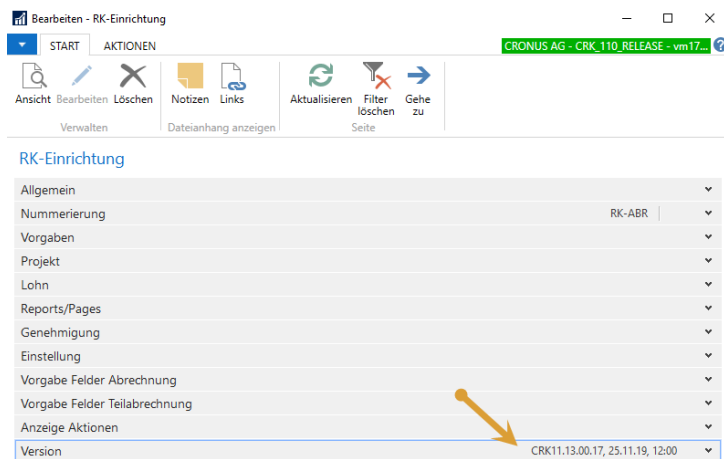 Bearbeiten - RK-Einrichtung
START AKTIONEN
CRONUS AG - CRK_110_RELEASE - vm17... ?
Ansicht Bearbeiten Löschen Notizen Links Aktualisieren Filter löschen Gehe zu
Verwalten Dateianhang anzeigen Seite
RK-Einrichtung
Allgemein
Nummerierung RK-ABR
Vorgaben
Projekt
Lohn
Reports/Pages
Genehmigung
Einstellung
Vorgabe Felder Abrechnung
Vorgabe Felder Teilabrechnung
Anzeige Aktionen
Version CRK11.13.00.17, 25.11.19, 12:00